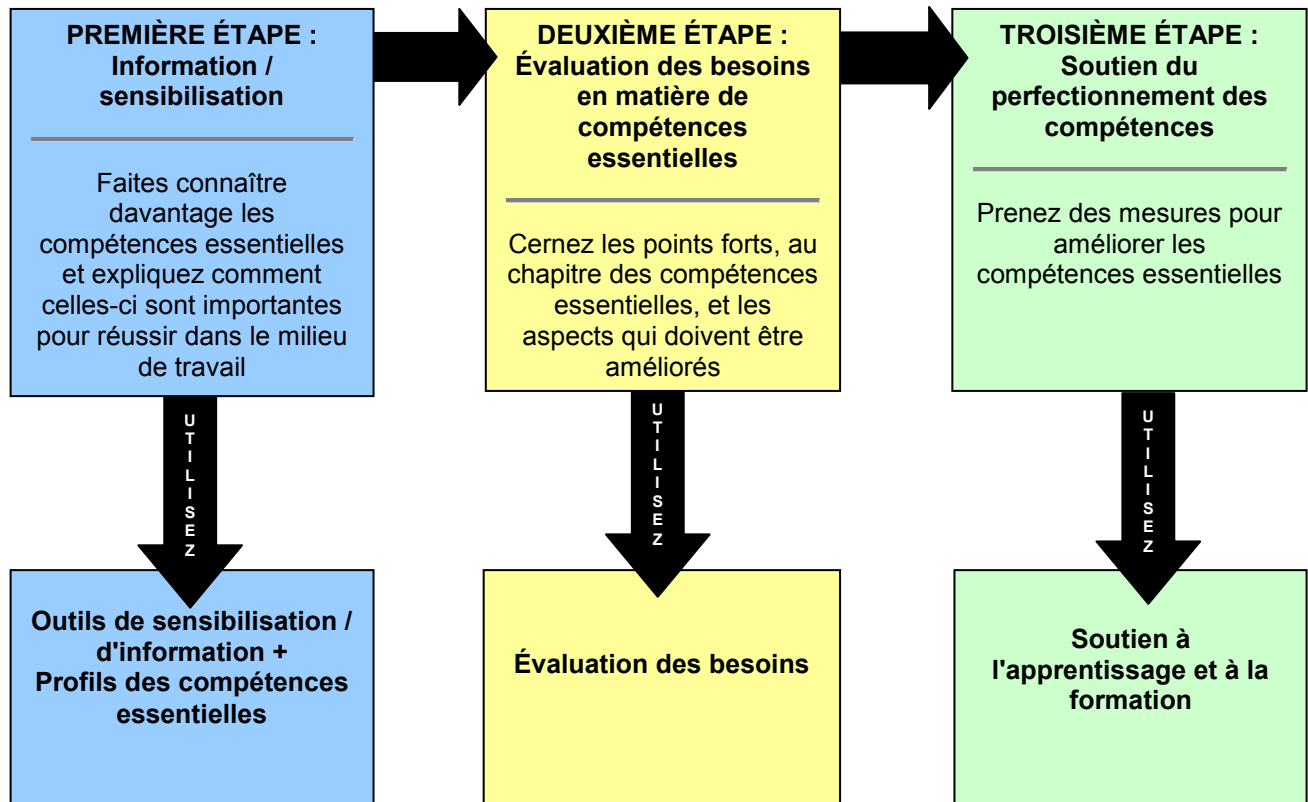 PREMIÈRE ÉTAPE :
Information /
sensibilisation
Faites connaître
davantage les
compétences essentielles
et expliquez comment
celles-ci sont importantes
pour réussir dans le milieu
de travail
DEUXIÈME ÉTAPE :
Évaluation des besoins
en matière de
compétences
essentielles
Cernez les points forts, au
chapitre des compétences
essentielles, et les
aspects qui doivent être
améliorés
TROISIÈME ÉTAPE :
Soutien du
perfectionnement des
compétences
Prenez des mesures pour
améliorer les
compétences essentielles
UTILISEZ
UTILISEZ
UTILISEZ
Outils de sensibilisation /
d'information +
Profils des compétences
essentielles
Évaluation des besoins
Soutien à
l'apprentissage et à la
formation